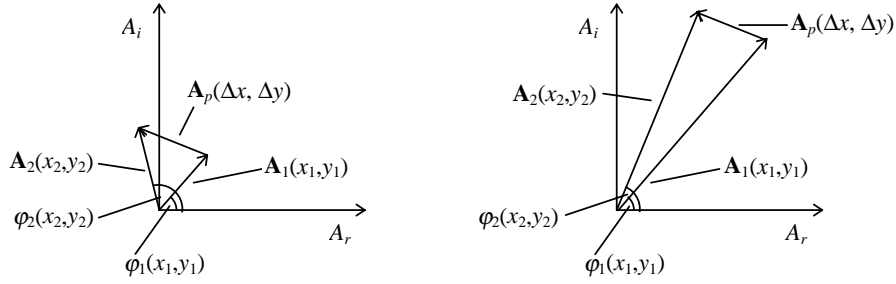 A_i
A_p(Δx, Δy)
A_2(x_2,y_2)
A_1(x_1,y_1)
φ_2(x_2,y_2)
A_r
φ_1(x_1,y_1)
A_i
A_p(Δx, Δy)
A_2(x_2,y_2)
A_1(x_1,y_1)
φ_2(x_2,y_2)
A_r
φ_1(x_1,y_1)